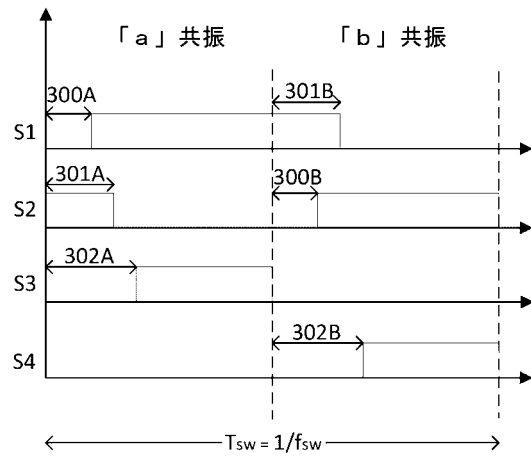 「a」共振
「b」共振
300A
301B
S1
301A
300B
S2
302A
S3
302B
S4
Tsw = 1/fsw